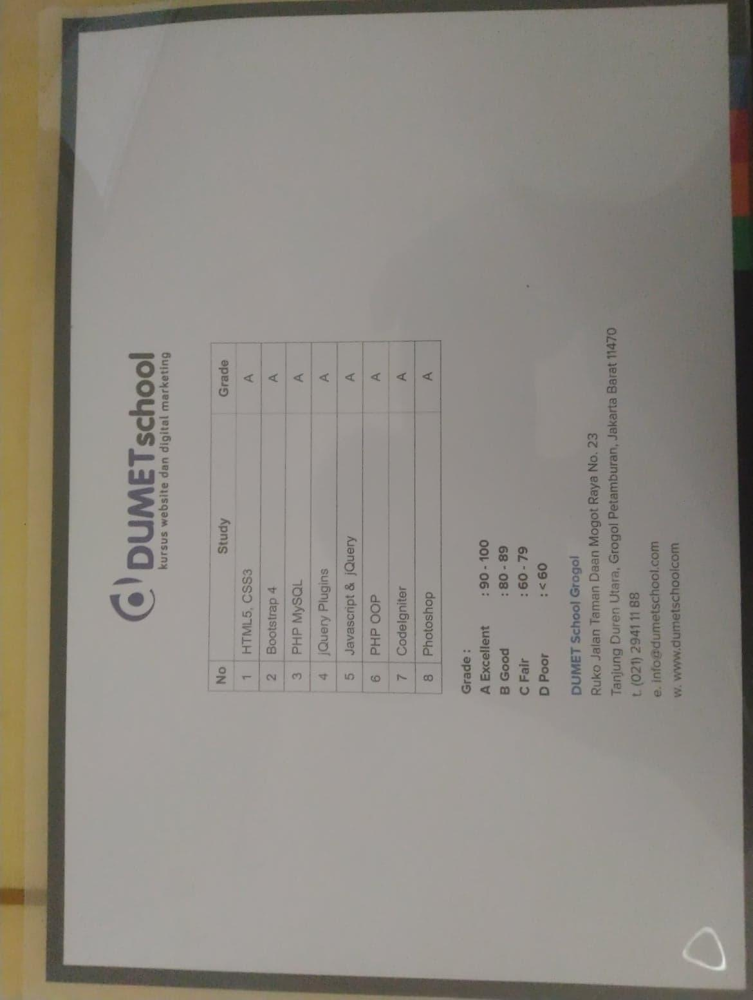 DUMETschool
kursus website dan digital marketing
No Study Grade
1 HTML5, CSS3 A
2 Bootstrap 4 A
3 PHP MySQL A
4 jQuery Plugins A
5 Javascript & jQuery A
6 PHP OOP A
7 CodeIgniter A
8 Photoshop A
Grade :
A Excellent : 90 - 100
B Good : 80 - 89
C Fair : 60 - 79
D Poor : < 60
DUMET School Grogol
Ruko Jalan Taman Daan Mogot Raya No. 23
Tanjung Duren Utara, Grogol Petamburan, Jakarta Barat 11470
t. (021) 2941 11 88
e. info@dumetschool.com
w. www.dumetschoolcom